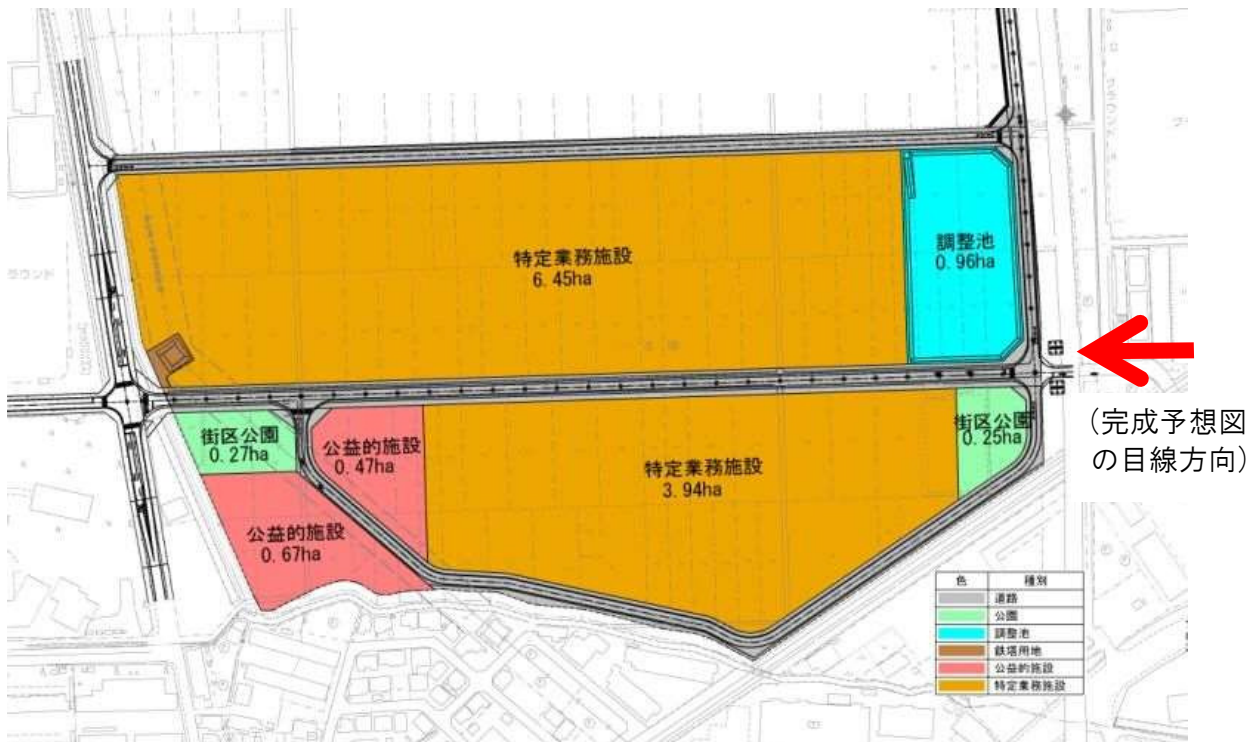 特定業務施設
6.45ha
調整池
0.96ha
街区公園
0.27ha
公益的施設
0.47ha
特定業務施設
3.94ha
街区公園
0.25ha
公益的施設
0.67ha
(完成予想図
の目線方向)
色 種別
道路
公園
調整池
鉄塔用地
公益的施設
特定業務施設